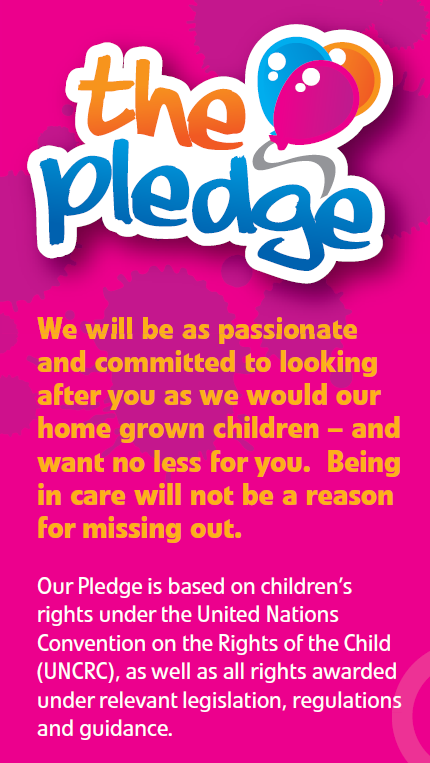 the
pledge
We will be as passionate
and committed to looking
after you as we would our
home grown children – and
want no less for you.  Being
in care will not be a reason
for missing out.
Our Pledge is based on children’s
rights under the United Nations
Convention on the Rights of the Child
(UNCRC), as well as all rights awarded
under relevant legislation, regulations
and guidance.